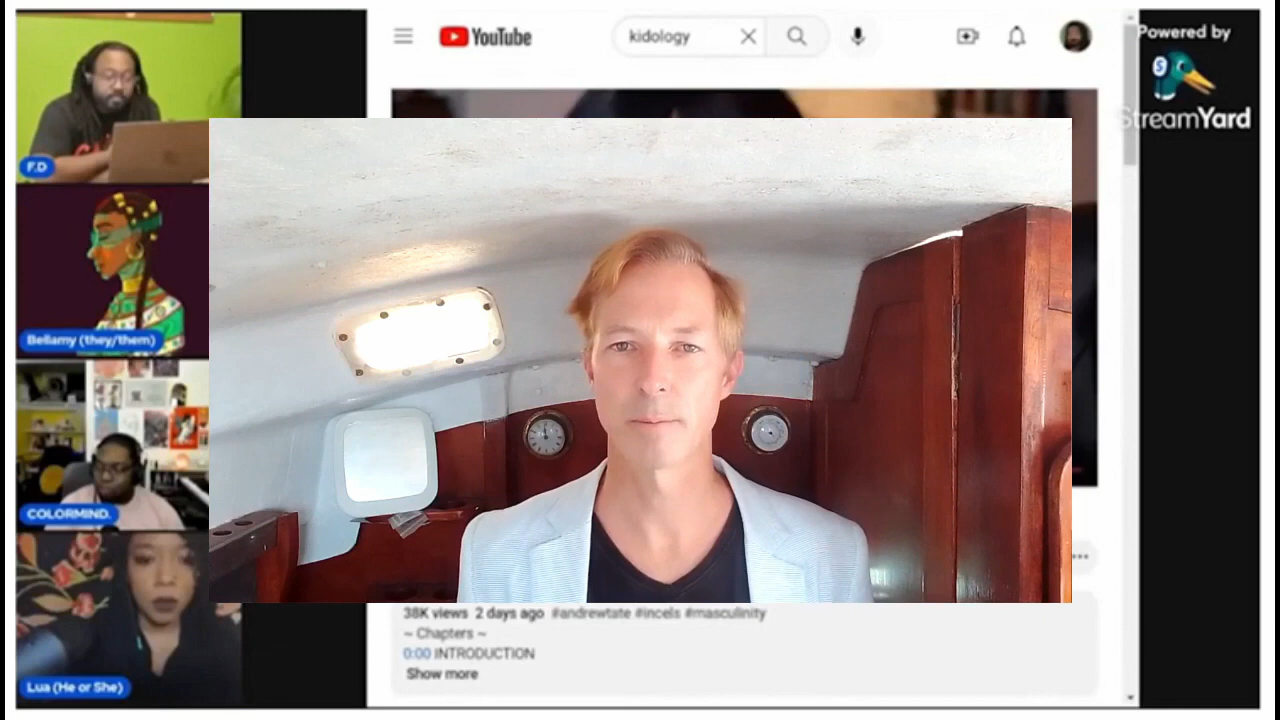 kidology
YouTube
Powered by
StreamYard
F.D
Bellamy (they/them)
COLORMIND.
Lua (He or She)
38K views 2 days ago #andrewtate #incels #masculinity
~ Chapters ~
0:00 INTRODUCTION
Show more